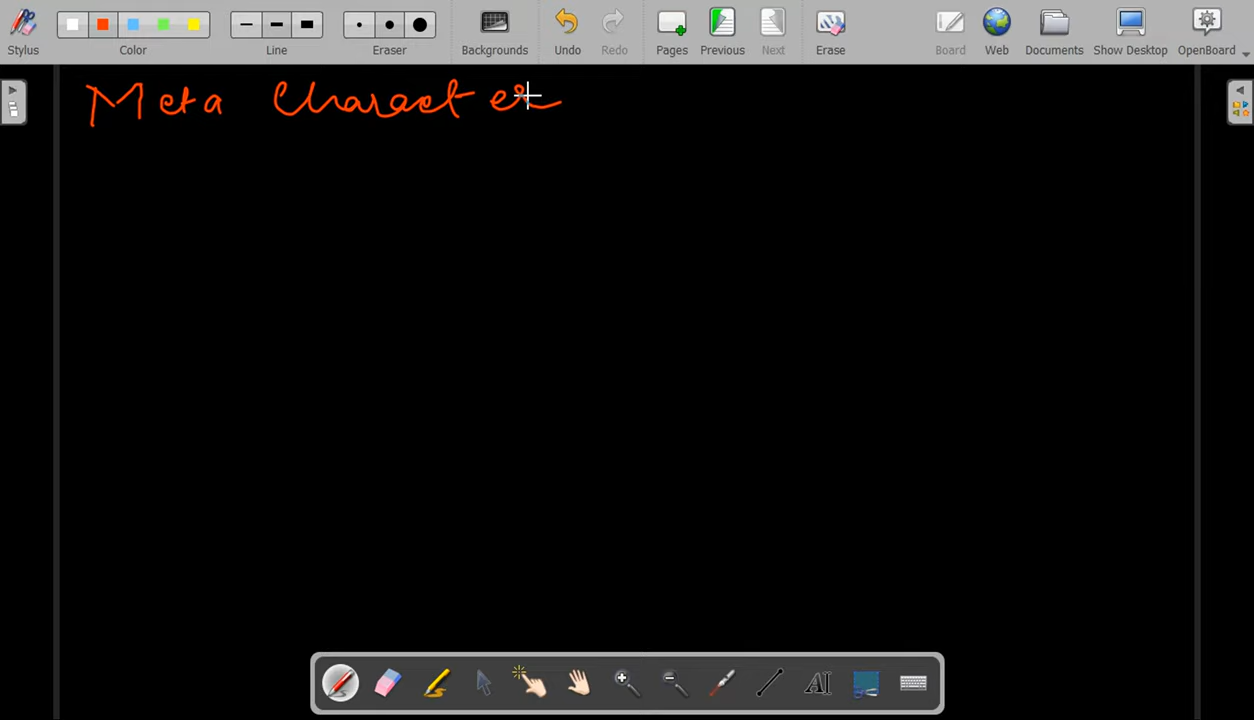 Stylus
Color
Line
Eraser
Backgrounds
Undo
Redo
Pages
Previous
Next
Erase
Board
Web
Documents
Show Desktop
OpenBoard
Meta Character
AI